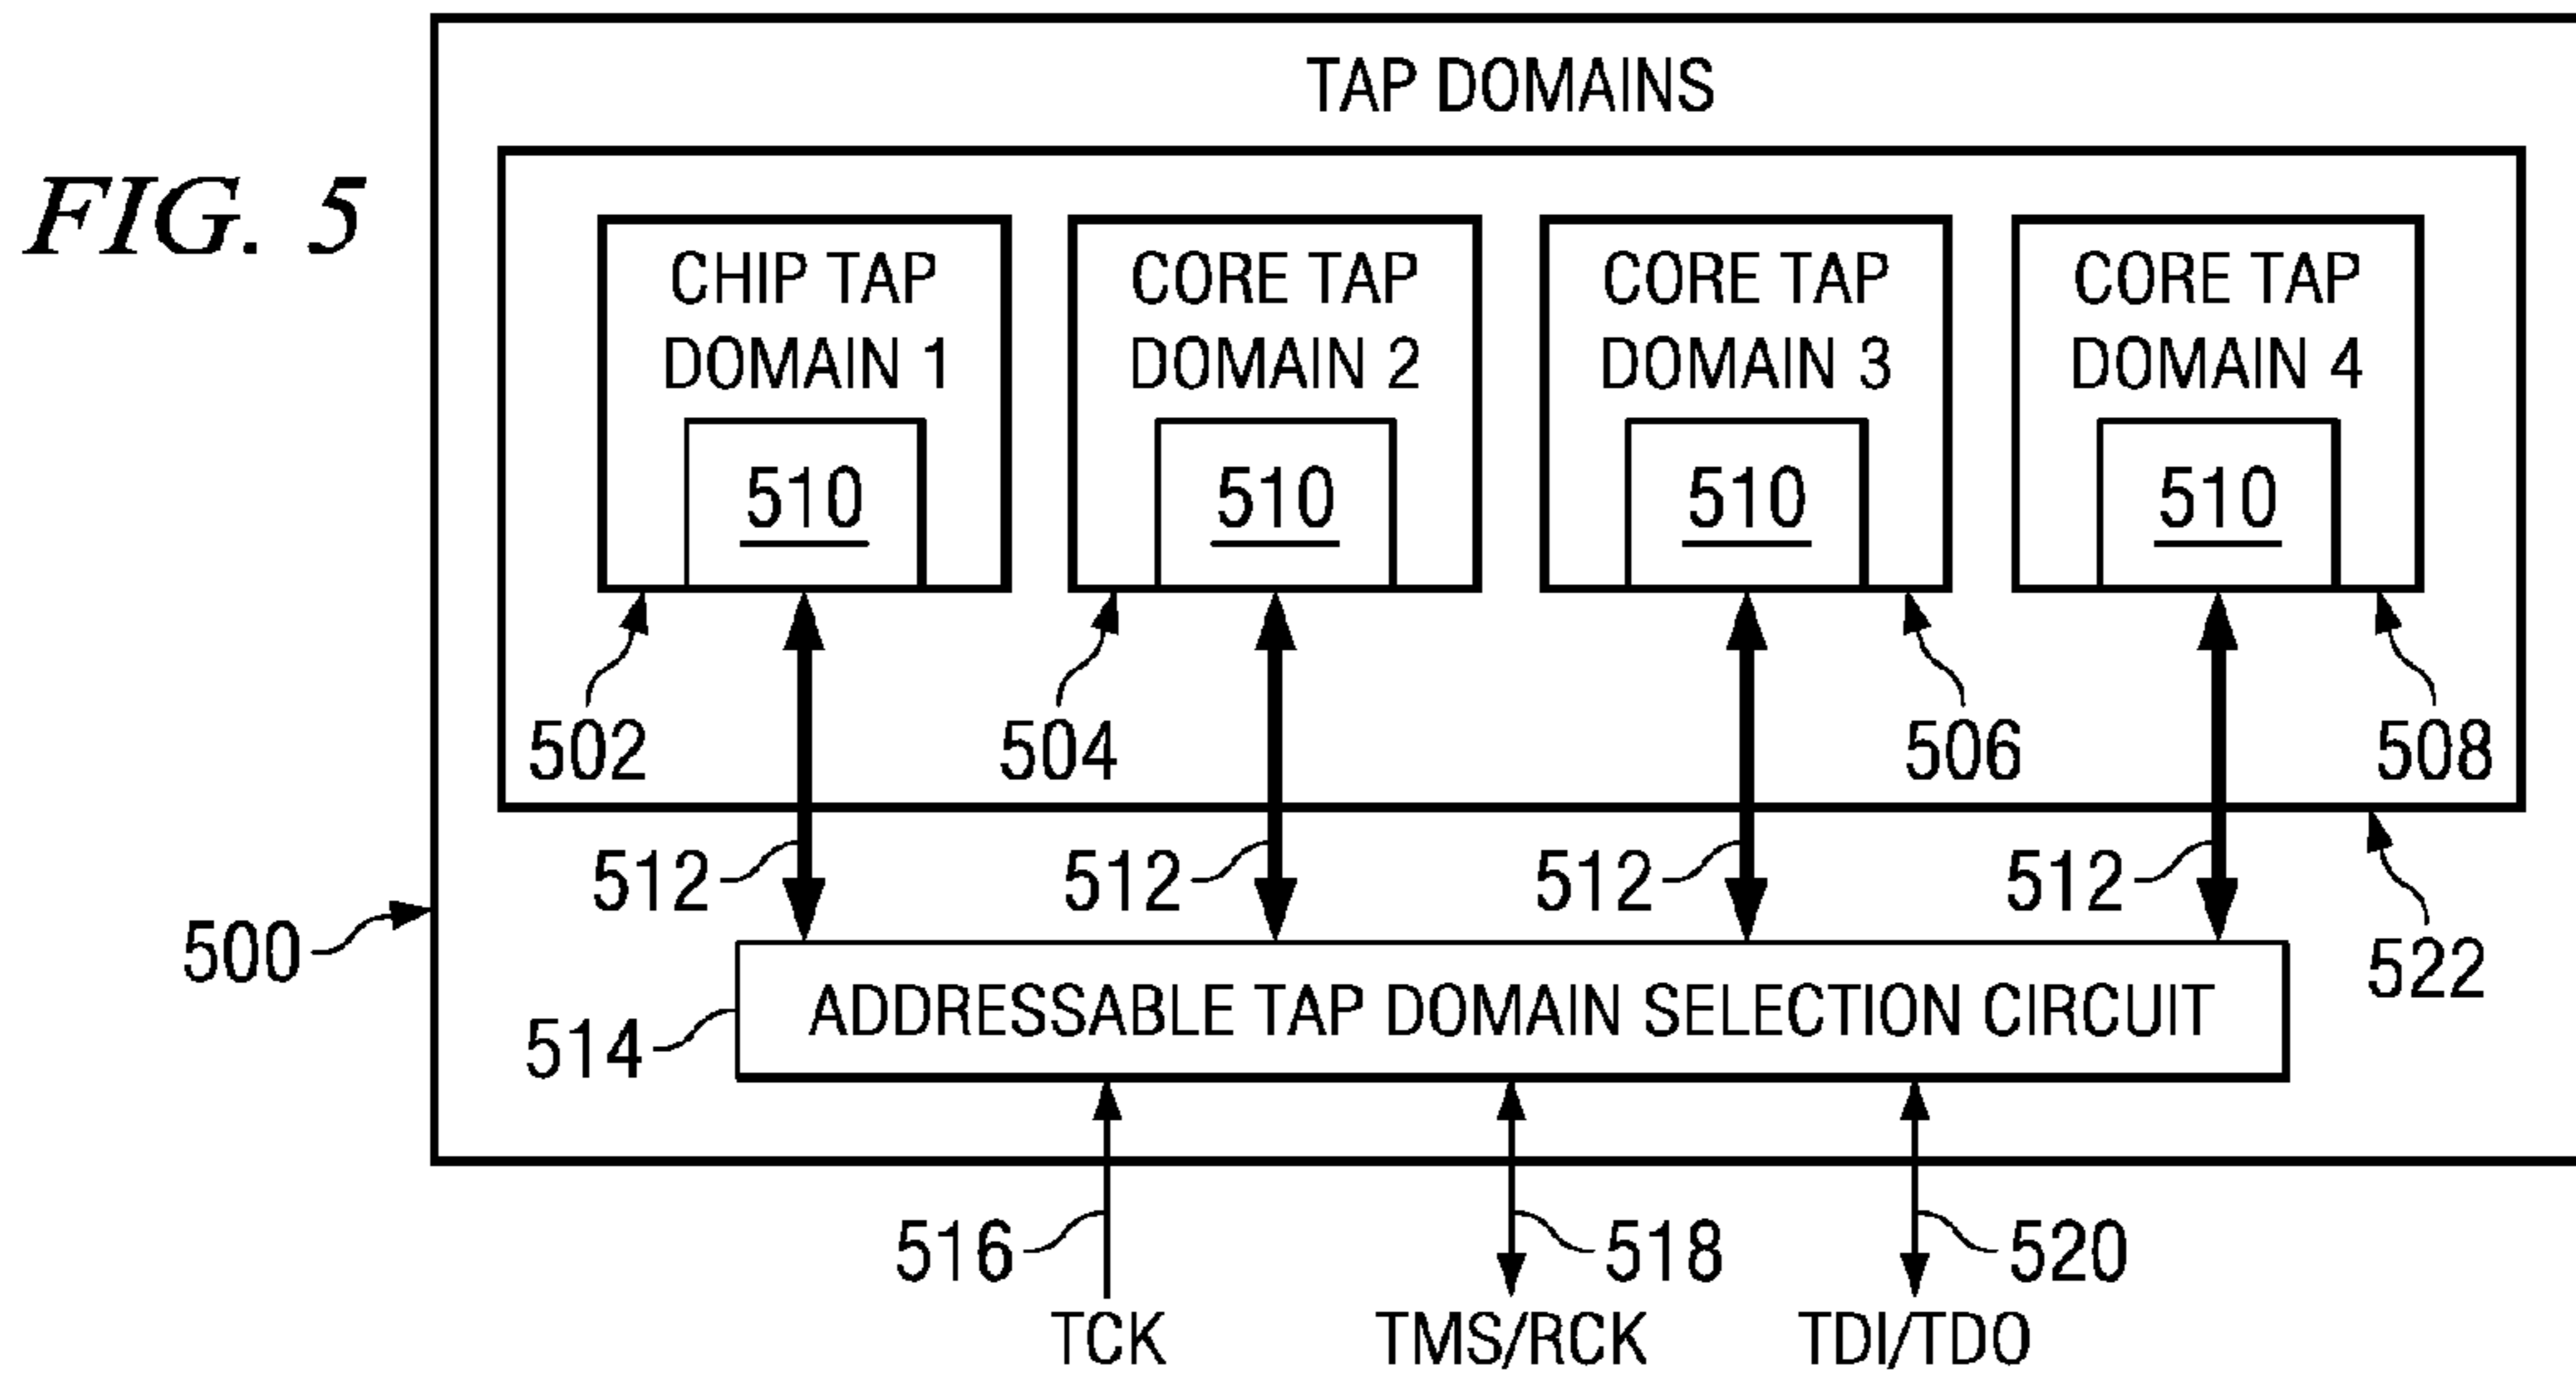 FIG. 5
TAP DOMAINS
CHIP TAP
DOMAIN 1
510
CORE TAP
DOMAIN 2
510
CORE TAP
DOMAIN 3
510
CORE TAP
DOMAIN 4
510
502
504
506
508
512
512
512
512
500
522
514
ADDRESSABLE TAP DOMAIN SELECTION CIRCUIT
516
518
520
TCK
TMS/RCK
TDI/TDO